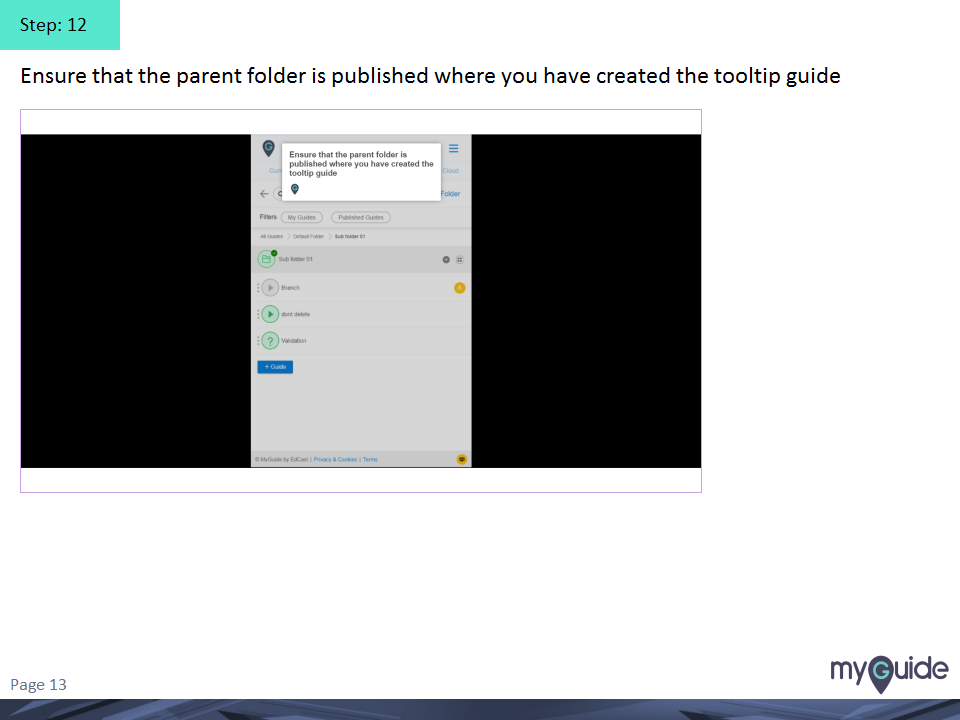 Step: 12
Ensure that the parent folder is published where you have created the tooltip guide
Ensure that the parent folder is
published where you have created the
tooltip guide
Cloud
Folder
Filters My Guides Published Guides
All Guides Default Folder Sub folder 01
Sub folder 01
Branch
dont delete
Validation
+ Guide
© MyGuide by EdCast | Privacy & Cookies | Terms
Page 13
myGuide